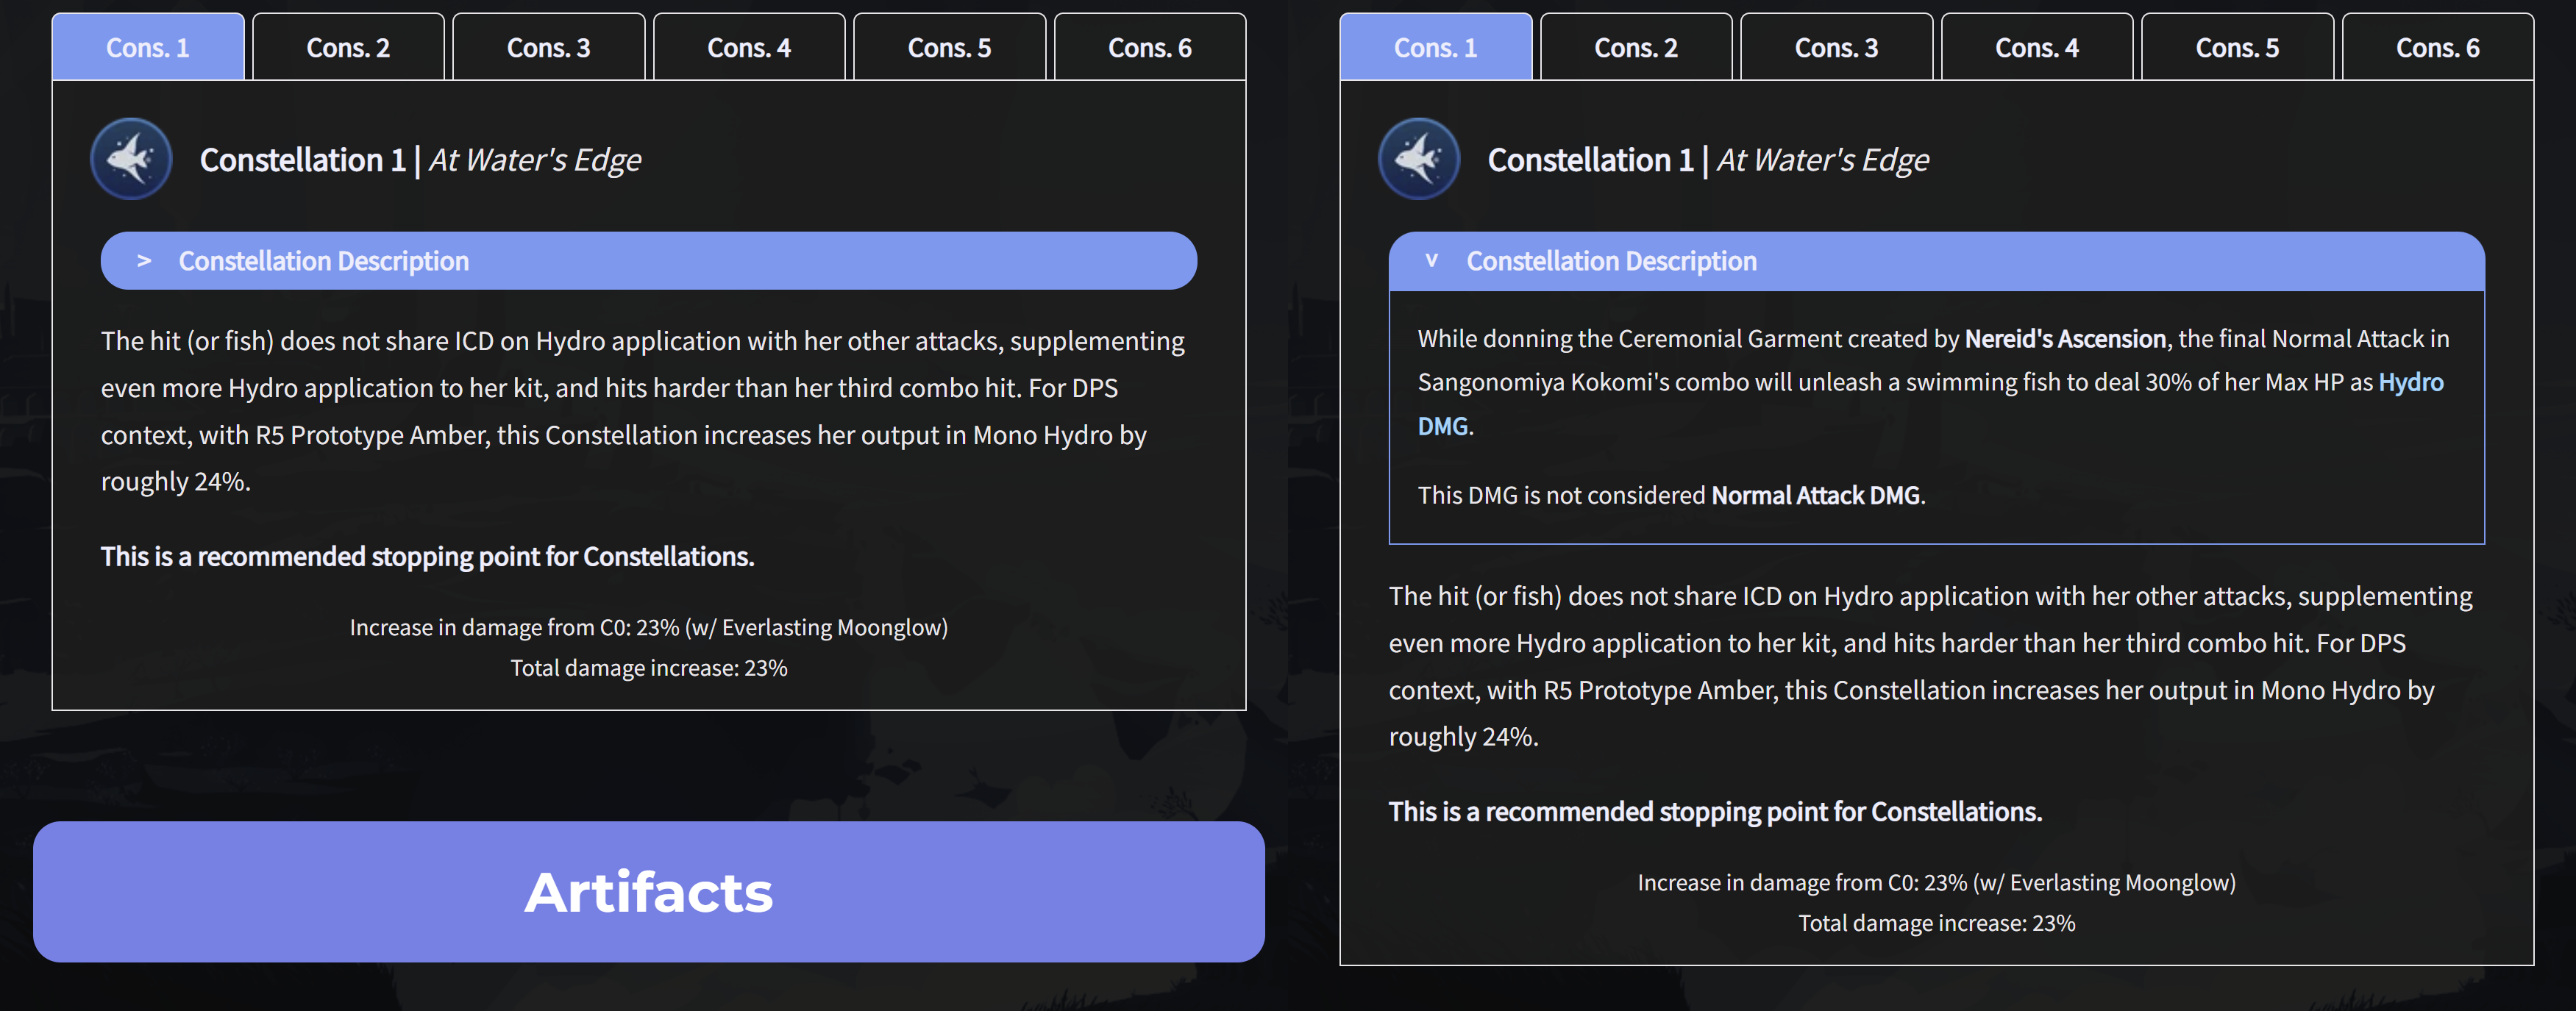 Cons. 1
Cons. 2
Cons. 3
Cons. 4
Cons. 5
Cons. 6
Constellation 1 | At Water's Edge
> Constellation Description
The hit (or fish) does not share ICD on Hydro application with her other attacks, supplementing
even more Hydro application to her kit, and hits harder than her third combo hit. For DPS
context, with R5 Prototype Amber, this Constellation increases her output in Mono Hydro by
roughly 24%.
This is a recommended stopping point for Constellations.
Increase in damage from C0: 23% (w/ Everlasting Moonglow)
Total damage increase: 23%
Artifacts
Cons. 1
Cons. 2
Cons. 3
Cons. 4
Cons. 5
Cons. 6
Constellation 1 | At Water's Edge
v Constellation Description
While donning the Ceremonial Garment created by Nereid's Ascension, the final Normal Attack in
Sangonomiya Kokomi's combo will unleash a swimming fish to deal 30% of her Max HP as Hydro
DMG.
This DMG is not considered Normal Attack DMG.
The hit (or fish) does not share ICD on Hydro application with her other attacks, supplementing
even more Hydro application to her kit, and hits harder than her third combo hit. For DPS
context, with R5 Prototype Amber, this Constellation increases her output in Mono Hydro by
roughly 24%.
This is a recommended stopping point for Constellations.
Increase in damage from C0: 23% (w/ Everlasting Moonglow)
Total damage increase: 23%